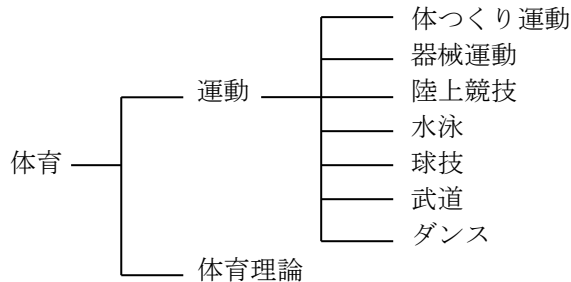 体つくり運動
器械運動
運動
陸上競技
水泳
体育
球技
武道
ダンス
体育理論